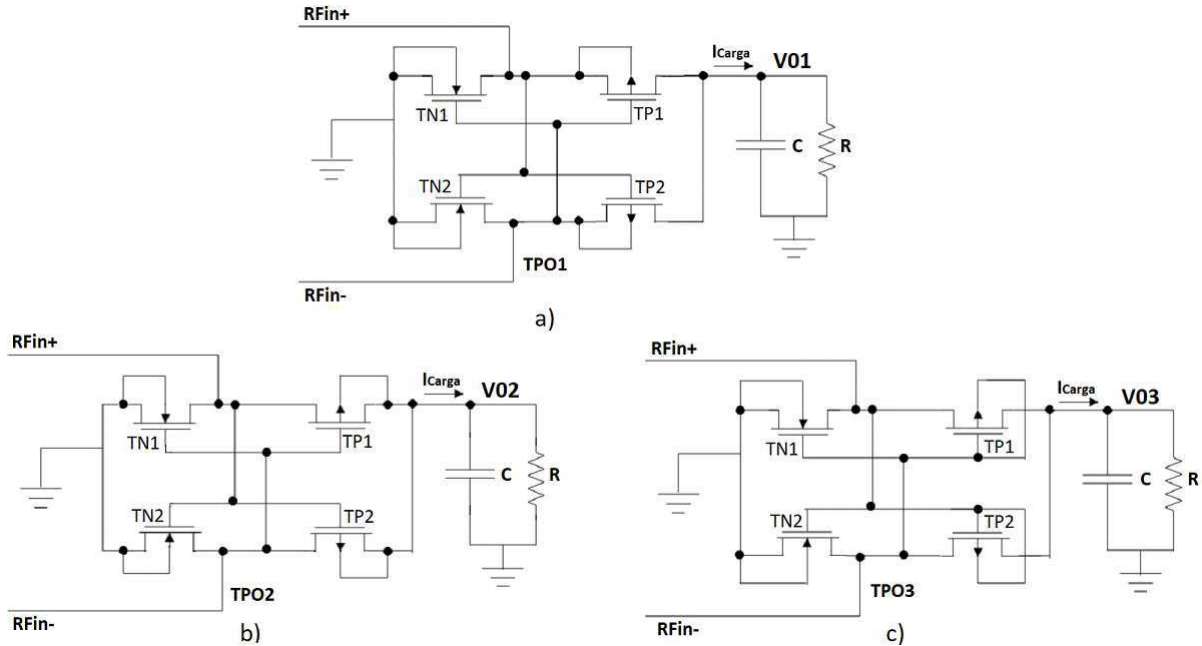 RFin+
ICarga
V01
TN1
TP1
C
R
TN2
TP2
TPO1
RFin-
a)
RFin+
ICarga
V02
TN1
TP1
C
R
TN2
TP2
TPO2
RFin-
b)
RFin+
ICarga
V03
TN1
TP1
C
R
TN2
TP2
TPO3
RFin-
c)